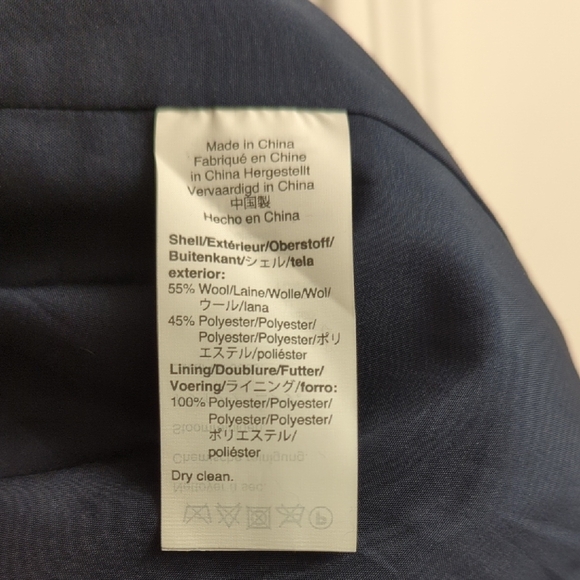 Made in China
Fabriqué en Chine
in China Hergestellt
Vervaardigd in China
中国製
Hecho en China
Shell/Extérieur/Oberstoff/
Buitenkant/シェル/tela
exterior:
55% Wool/Laine/Wolle/Wol/
ウール/lana
45% Polyester/Polyester/
Polyester/Polyester/ポリ
エステル/poliéster
Lining/Doublure/Futter/
Voering/ライニング/forro:
100% Polyester/Polyester/
Polyester/Polyester/
ポリエステル/
poliéster
Dry clean.